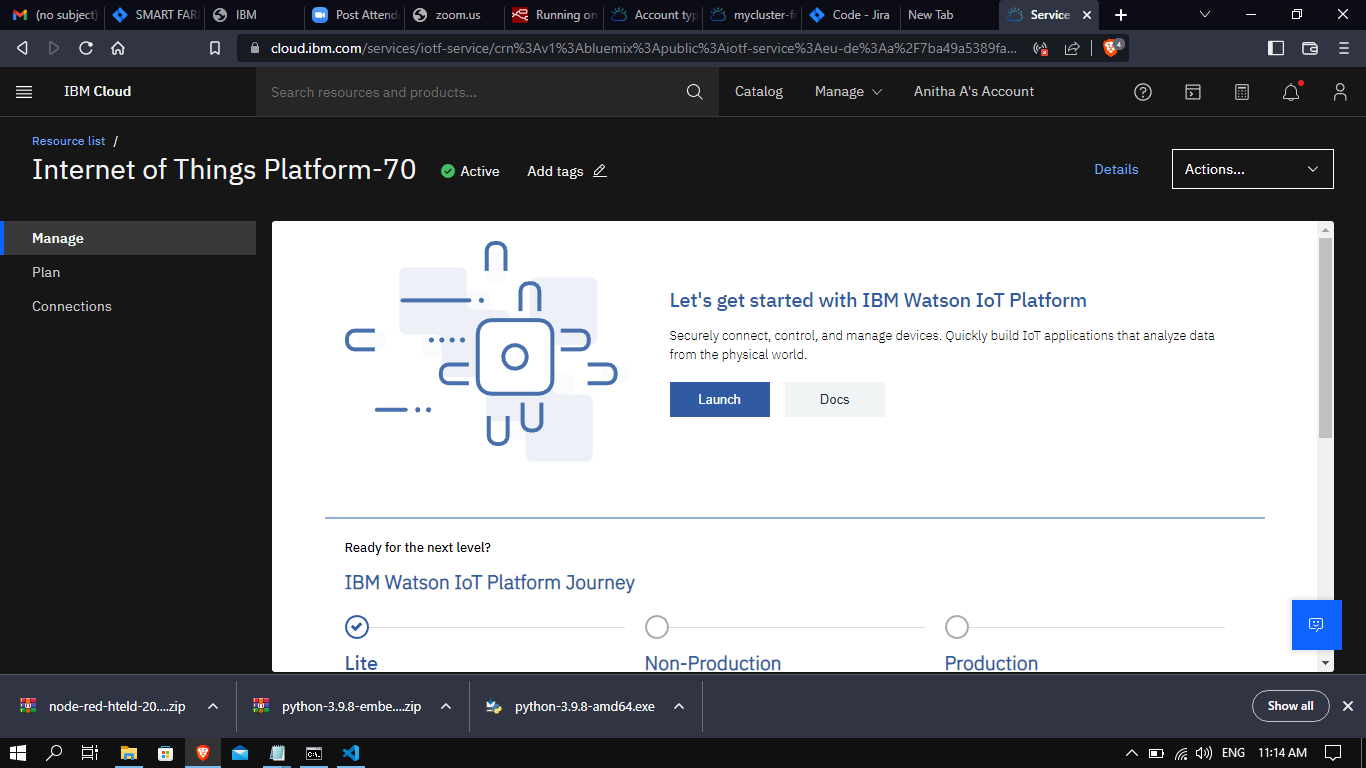 (no subject)
SMART FAR
IBM
Post Attend
zoom.us
Running on
Account typ
mycluster-fr
Code - Jira
New Tab
Service
cloud.ibm.com/services/iotf-service/crn%3Av1%3Abluemix%3Apublic%3Aiotf-service%3Aeu-de%3Aa%2F7ba49a5389fa...
4
IBM Cloud
Search resources and products...
Catalog
Manage
Anitha A's Account
Resource list /
Internet of Things Platform-70
Active
Add tags
Details
Actions...
Manage
Plan
Connections
Let's get started with IBM Watson IoT Platform
Securely connect, control, and manage devices. Quickly build IoT applications that analyze data
from the physical world.
Launch
Docs
Ready for the next level?
IBM Watson IoT Platform Journey
Lite
Non-Production
Production
node-red-hteld-20....zip
python-3.9.8-embe....zip
python-3.9.8-amd64.exe
Show all
ENG
11:14 AM